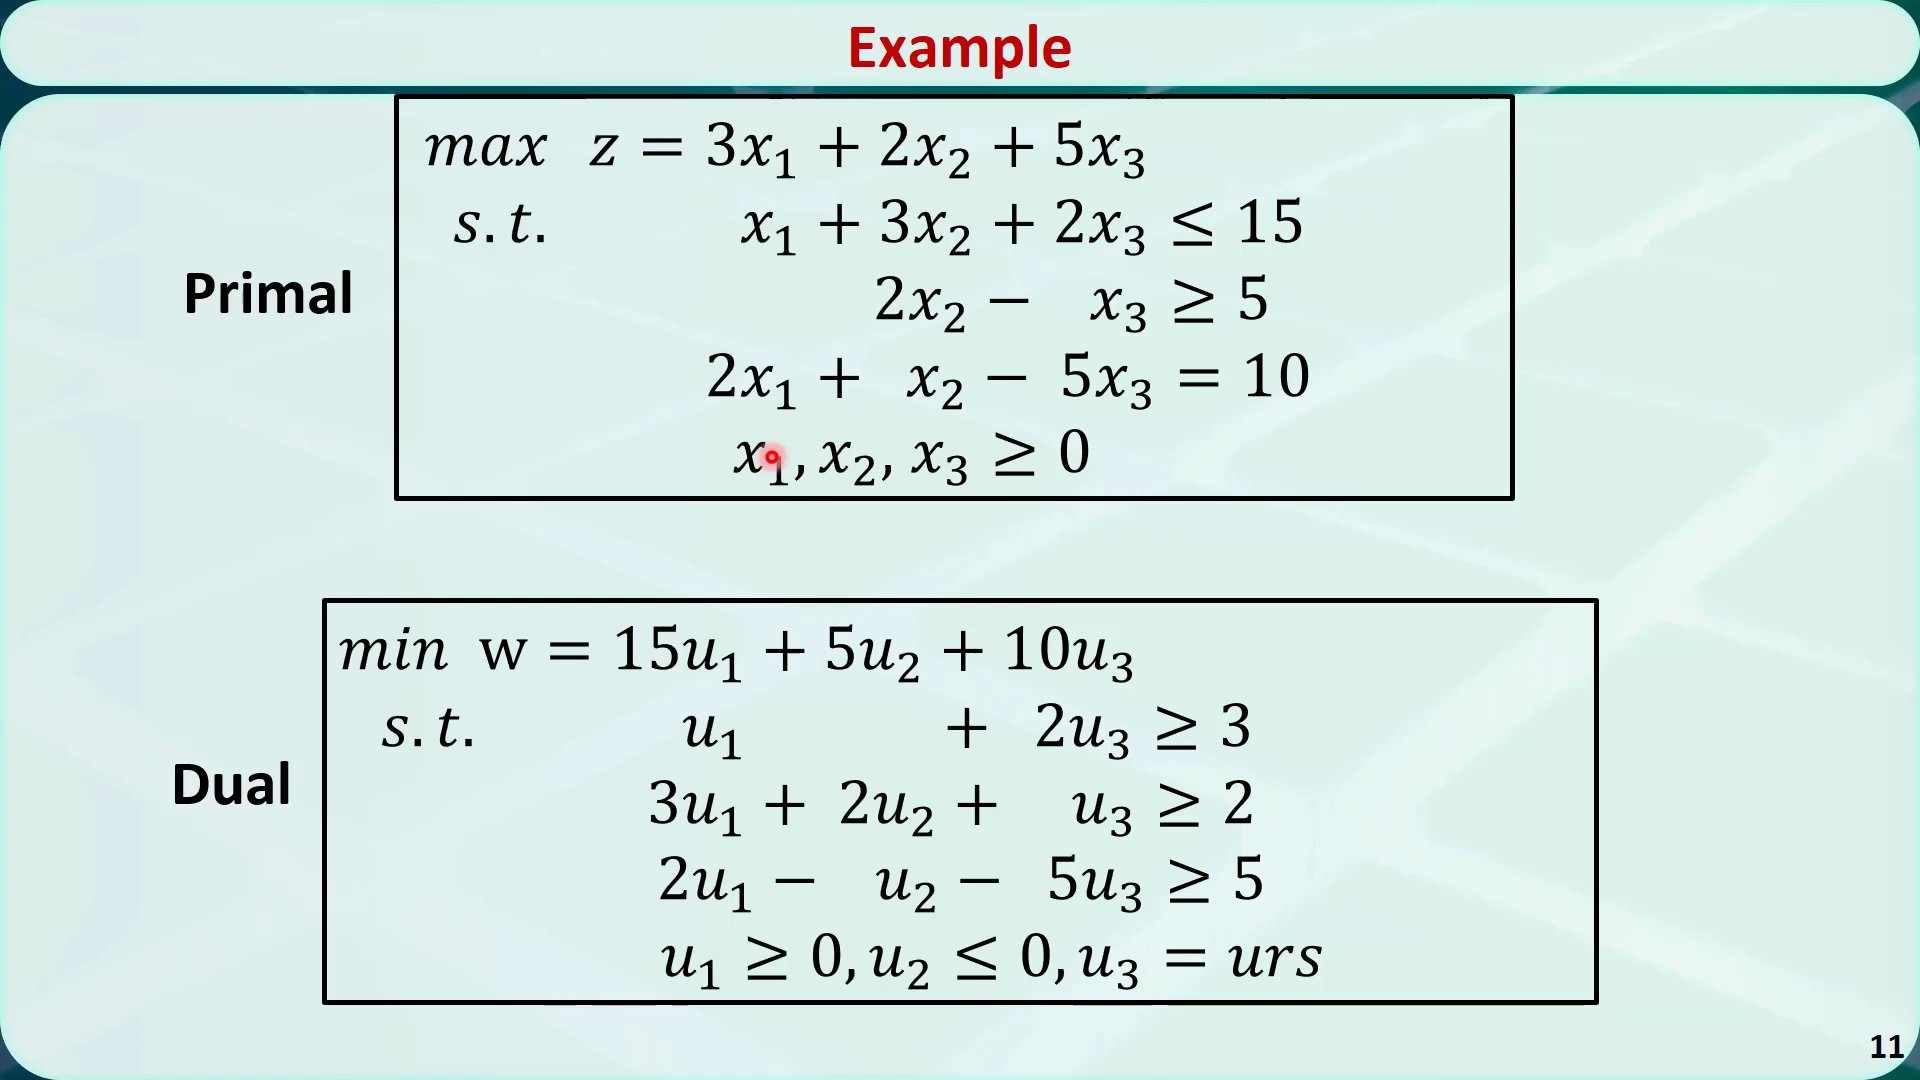 Example
Primal
max z = 3x₁ + 2x₂ + 5x₃
s.t. x₁ + 3x₂ + 2x₃ ≤ 15
2x₂ − x₃ ≥ 5
2x₁ + x₂ − 5x₃ = 10
x₁, x₂, x₃ ≥ 0
Dual
min w = 15u₁ + 5u₂ + 10u₃
s.t. u₁ + 2u₃ ≥ 3
3u₁ + 2u₂ + u₃ ≥ 2
2u₁ − u₂ − 5u₃ ≥ 5
u₁ ≥ 0, u₂ ≤ 0, u₃ = urs
11